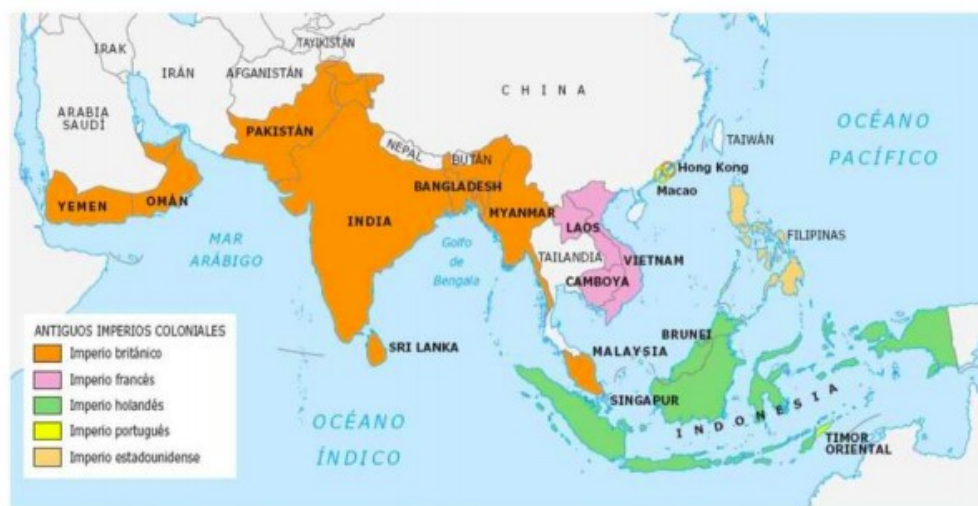 IRAK
IRÁN
TAYIKISTÁN
AFGANISTÁN
CHINA
ARABIA
SAUDÍ
PAKISTÁN
NEPAL
BUTÁN
BANGLADESH
INDIA
MYANMAR
YEMEN
OMÁN
MAR
ARÁBIGO
Golfo
de
Bengala
LAOS
TAILANDIA
VIETNAM
CAMBOYA
Hong Kong
Macao
TAIWÁN
OCÉANO
PACÍFICO
FILIPINAS
SRI LANKA
BRUNEI
MALAYSIA
SINGAPUR
INDONESIA
TIMOR
ORIENTAL
OCÉANO
ÍNDICO
ANTIGUOS IMPERIOS COLONIALES
Imperio británico
Imperio francés
Imperio holandés
Imperio portugués
Imperio estadounidense